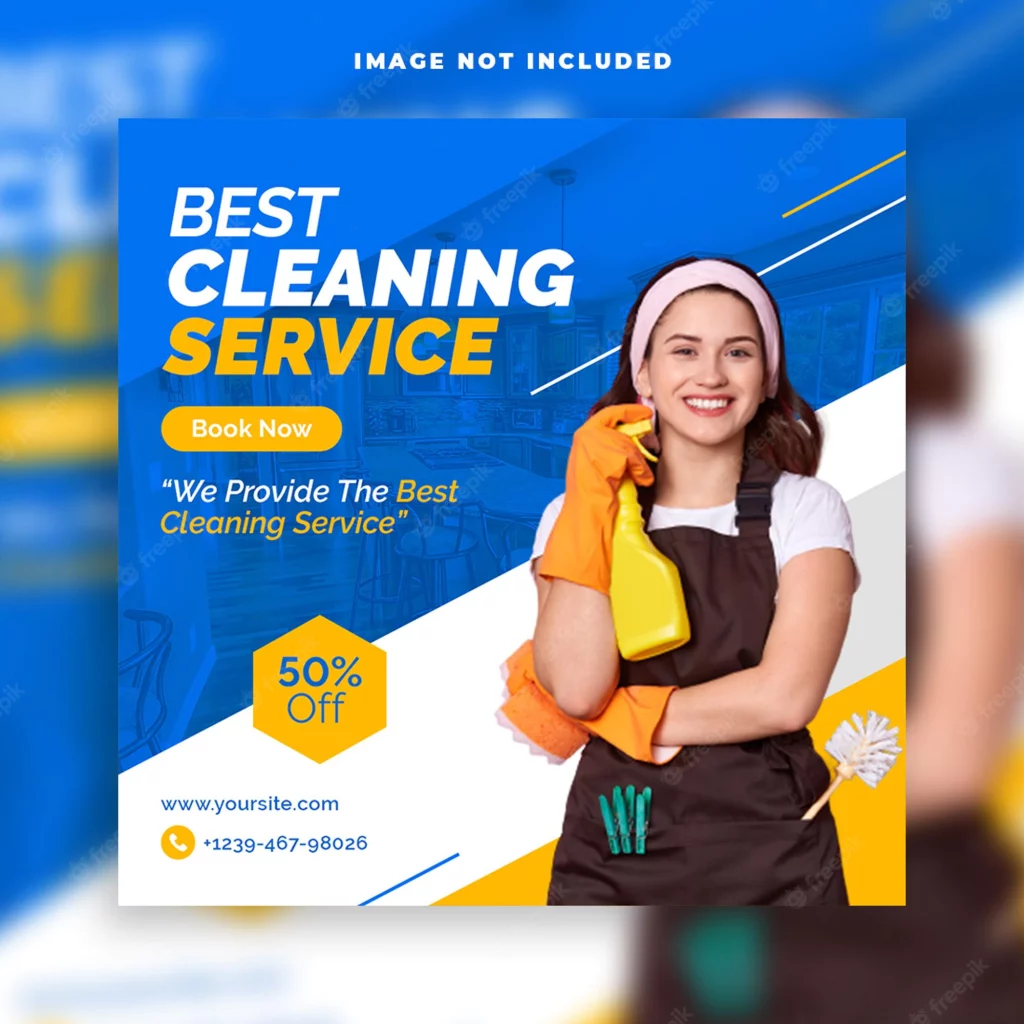 IMAGE NOT INCLUDED
BEST
CLEANING
SERVICE
Book Now
“We Provide The Best
Cleaning Service”
50%
Off
www.yoursite.com
+1239-467-98026
freepik